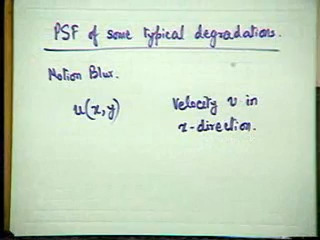 PSF of some typical degradations.
Motion Blur.
u(x, y)
Velocity v in
x-direction.